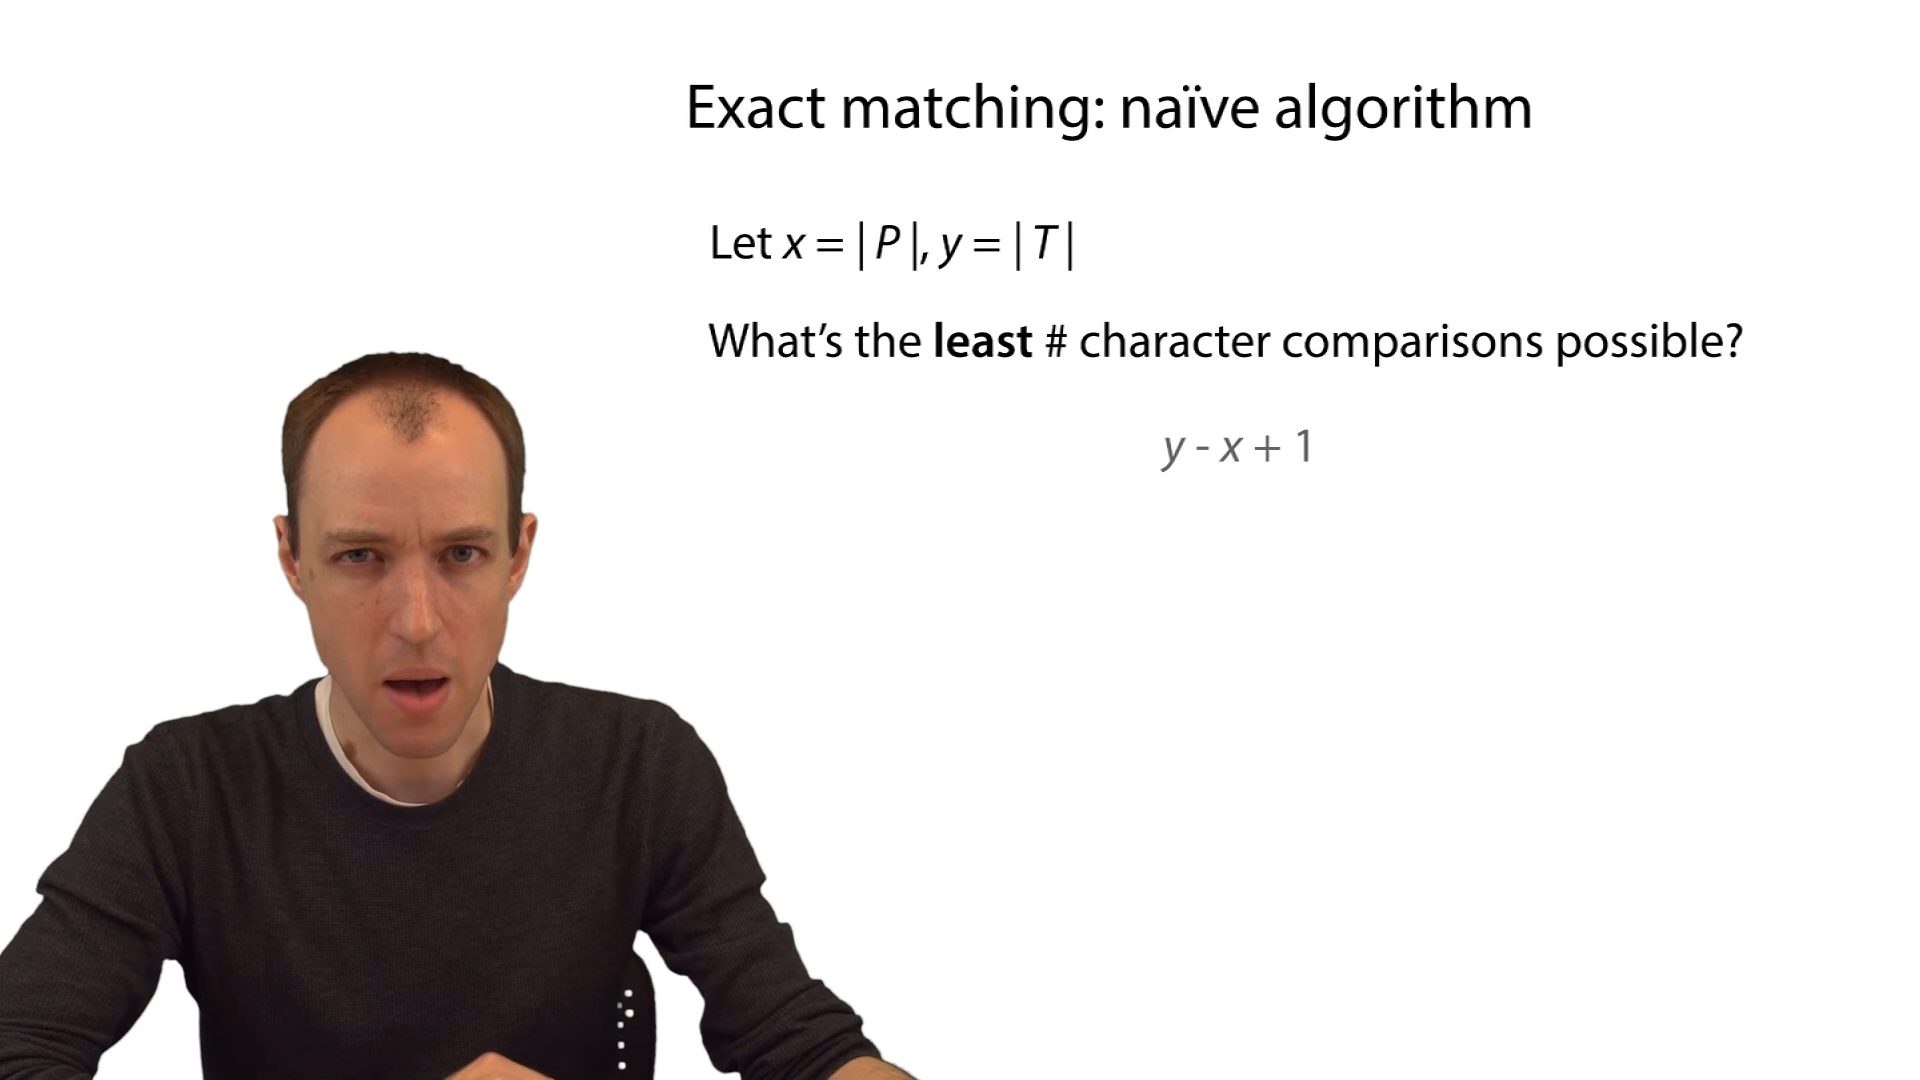 Exact matching: naïve algorithm
Let x = | P |, y = | T |
What’s the least # character comparisons possible?
y - x + 1